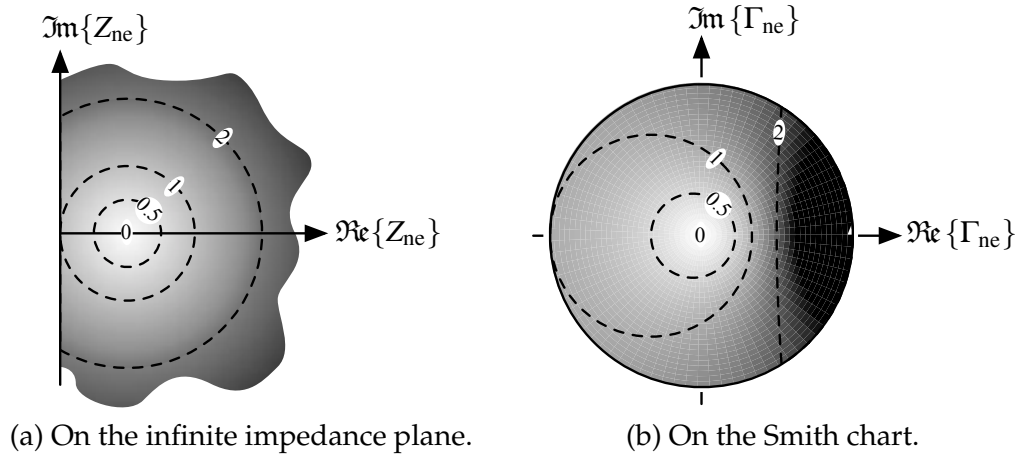 ℑm{Z_ne}
2
1
0.5
0
ℜe{Z_ne}
(a) On the infinite impedance plane.
ℑm{Γ_ne}
2
1
0.5
0
ℜe{Γ_ne}
(b) On the Smith chart.